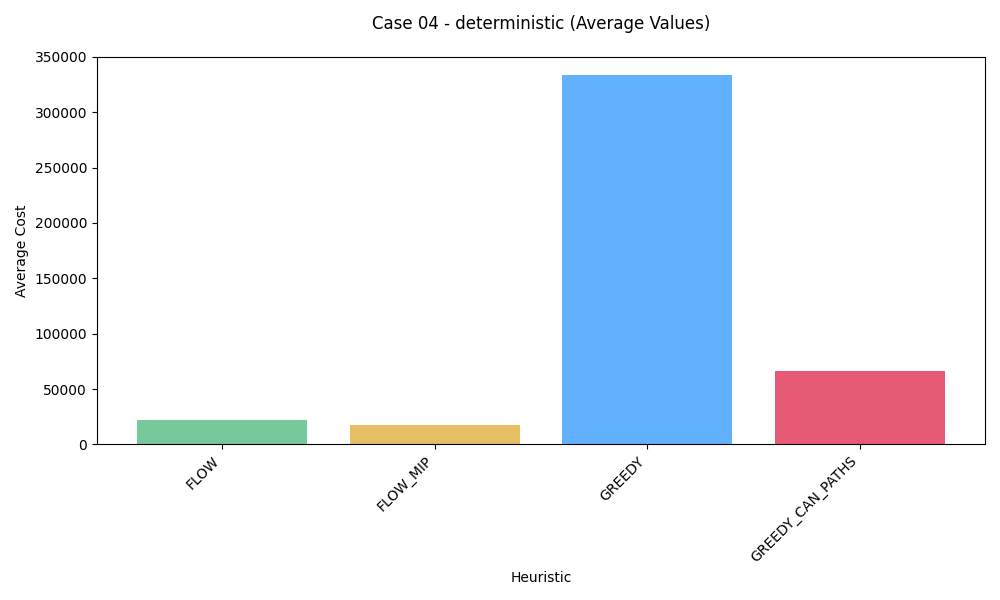 Case 04 - deterministic (Average Values)
350000
300000
250000
200000
150000
100000
50000
0
Average Cost
FLOW
FLOW_MIP
GREEDY
GREEDY_CAN_PATHS
Heuristic